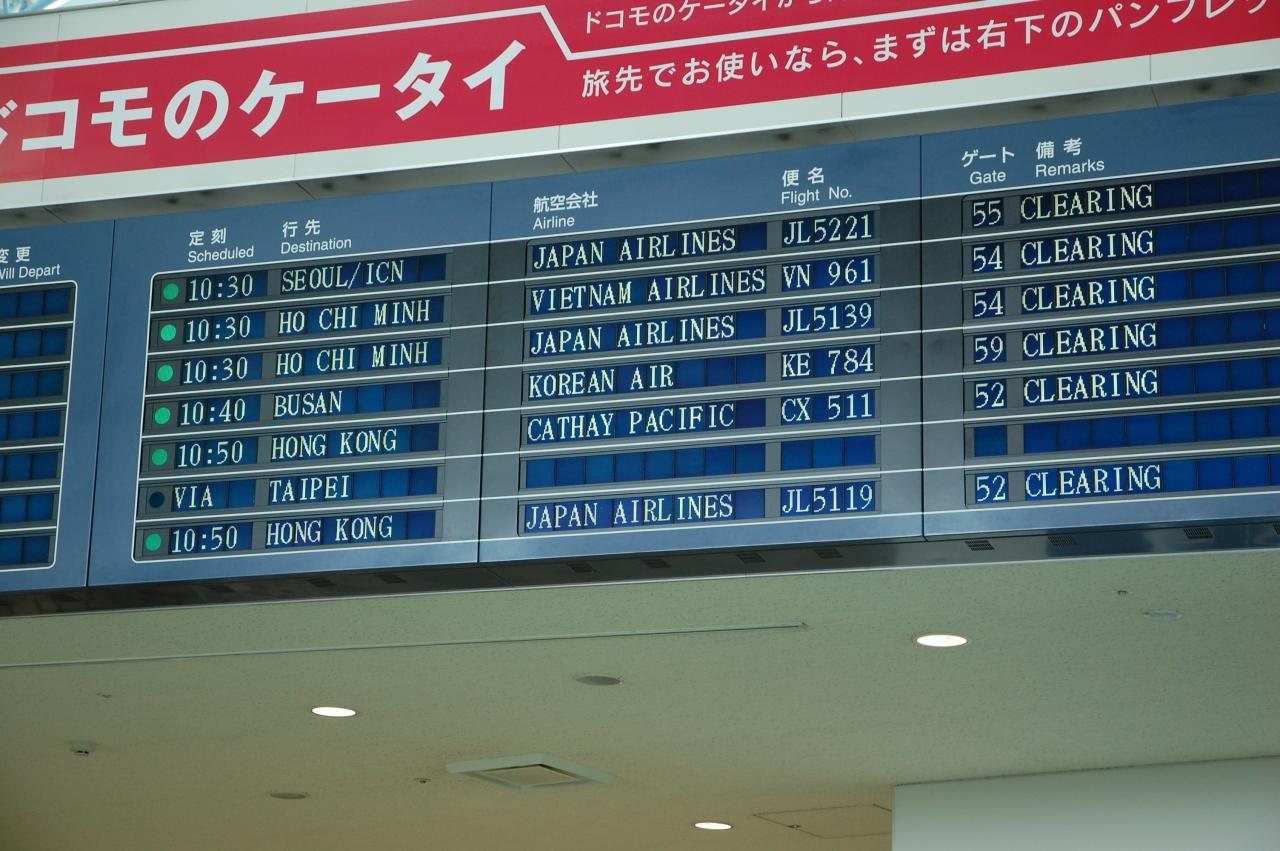 ドコモのケータイ
旅先でお使いなら、まずは右下の
変更
Will Depart
定刻 行先
Scheduled Destination
航空会社 便名
Airline Flight No.
ゲート 備考
Gate Remarks
10:30 SEOUL/ICN JAPAN AIRLINES JL5221 55 CLEARING
10:30 HO CHI MINH VIETNAM AIRLINES VN 961 54 CLEARING
10:30 HO CHI MINH JAPAN AIRLINES JL5139 54 CLEARING
10:40 BUSAN KOREAN AIR KE 784 59 CLEARING
10:50 HONG KONG CATHAY PACIFIC CX 511 52 CLEARING
VIA TAIPEI
10:50 HONG KONG JAPAN AIRLINES JL5119 52 CLEARING